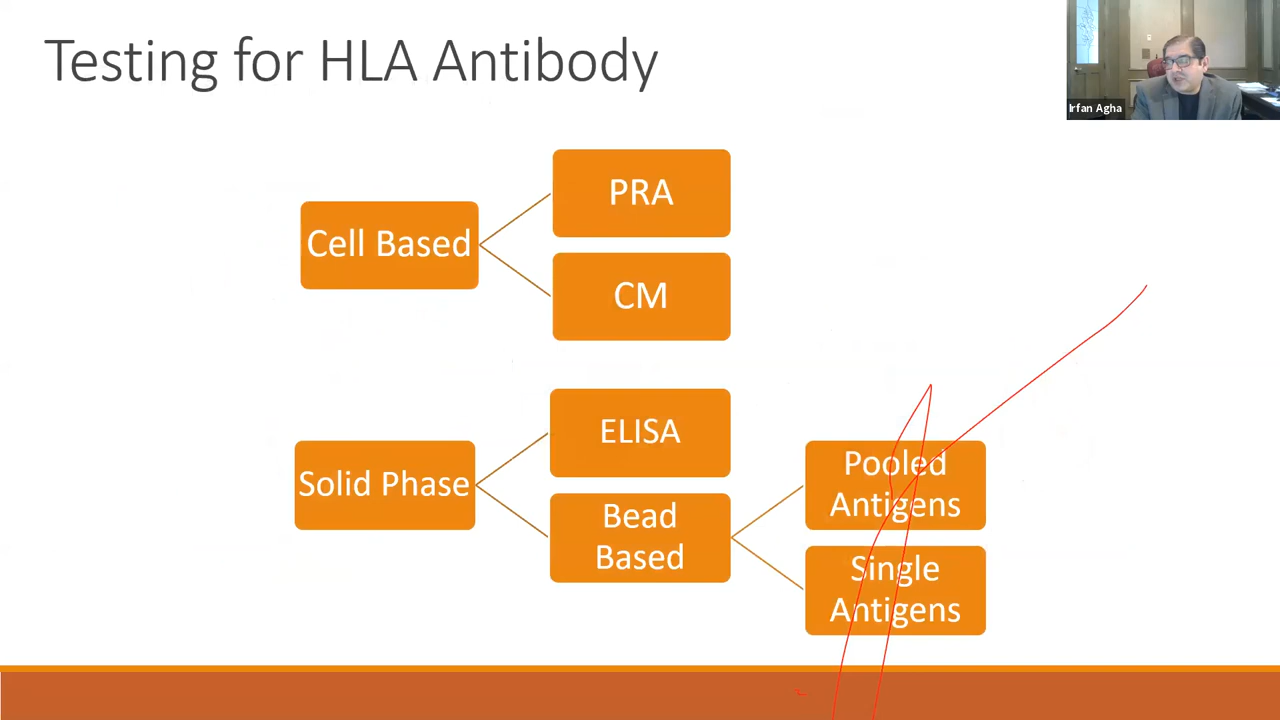 Testing for HLA Antibody
Irfan Agha
PRA
Cell Based
CM
ELISA
Solid Phase
Bead
Based
Pooled
Antigens
Single
Antigens